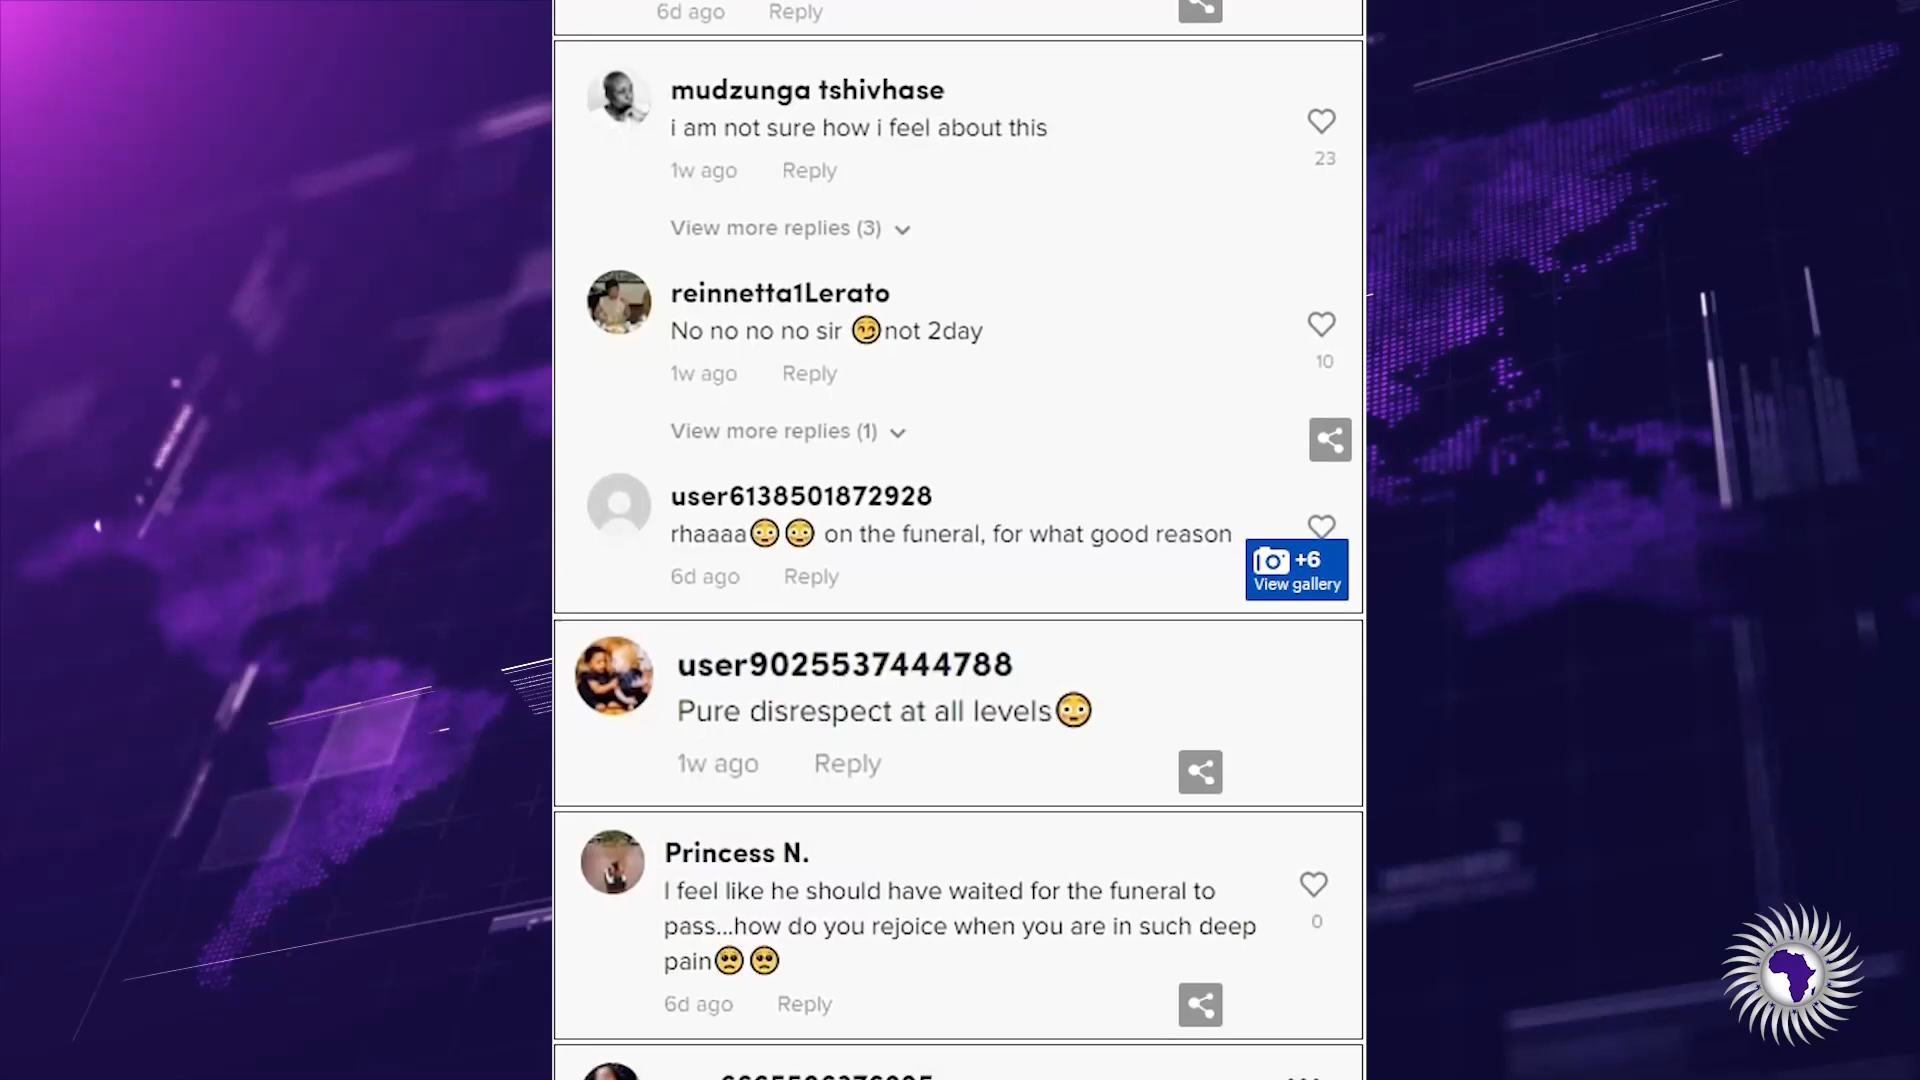 6d ago Reply
mudzunga tshivhase
i am not sure how i feel about this
23
1w ago Reply
View more replies (3)
reinnetta1Lerato
No no no no sir 😏not 2day
10
1w ago Reply
View more replies (1)
user6138501872928
rhaaaa😳😳 on the funeral, for what good reason
+6
View gallery
6d ago Reply
user9025537444788
Pure disrespect at all levels😳
1w ago Reply
Princess N.
I feel like he should have waited for the funeral to
pass...how do you rejoice when you are in such deep
pain🥺🥺
0
6d ago Reply